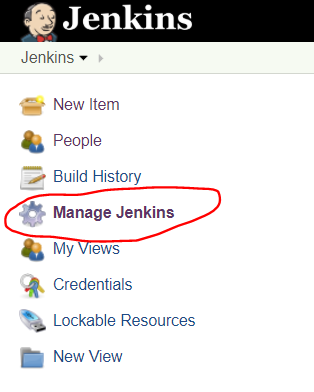 Jenkins
Jenkins
New Item
People
Build History
Manage Jenkins
My Views
Credentials
Lockable Resources
New View